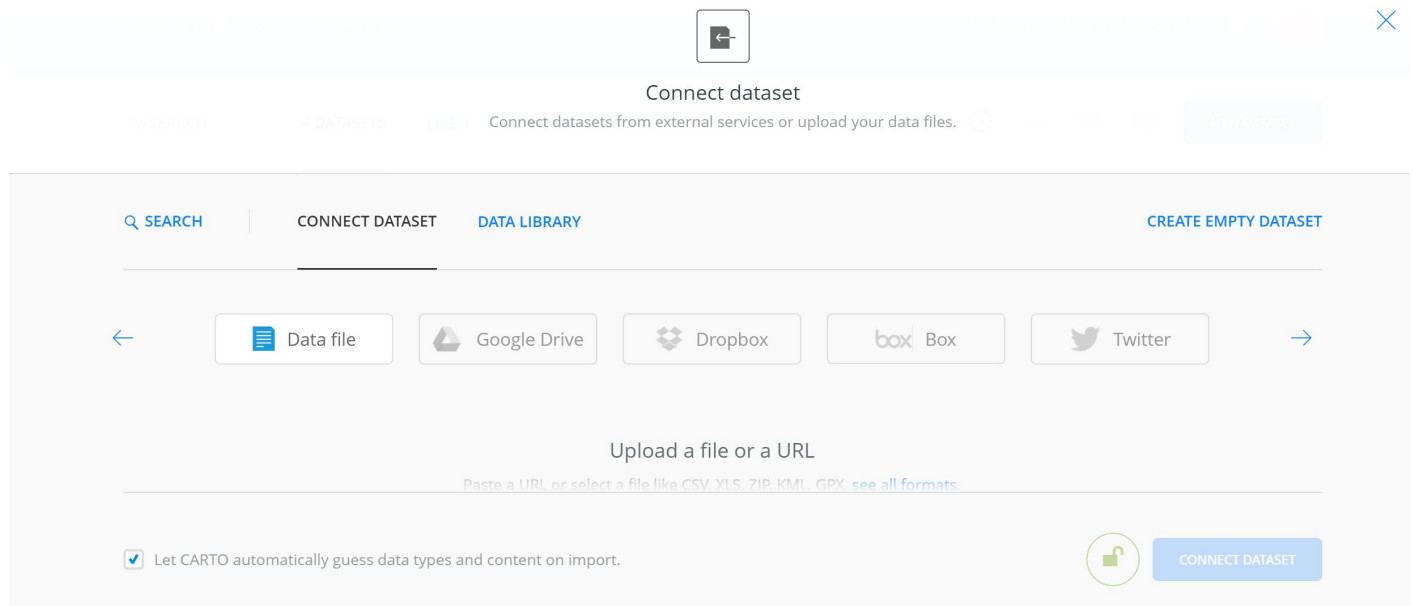 Connect dataset
Connect datasets from external services or upload your data files.
SEARCH
CONNECT DATASET
DATA LIBRARY
CREATE EMPTY DATASET
Data file
Google Drive
Dropbox
box Box
Twitter
Upload a file or a URL
Paste a URL or select a file like CSV, XLS, ZIP, KML, GPX, see all formats.
Let CARTO automatically guess data types and content on import.
CONNECT DATASET